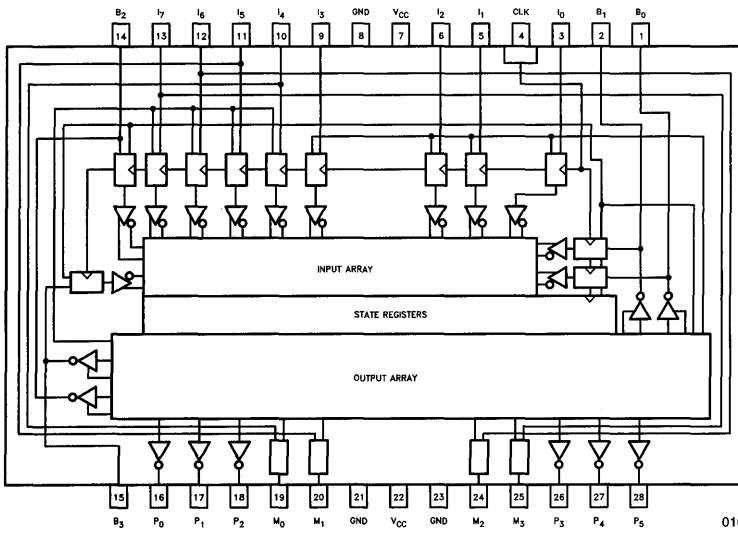 B2 I7 I6 I5 I4 I3 GND VCC I2 I1 CLK I0 B1 B0
14 13 12 11 10 9 8 7 6 5 4 3 2 1
INPUT ARRAY
STATE REGISTERS
OUTPUT ARRAY
15 16 17 18 19 20 21 22 23 24 25 26 27 28
B3 P0 P1 P2 M0 M1 GND VCC GND M2 M3 P3 P4 P5